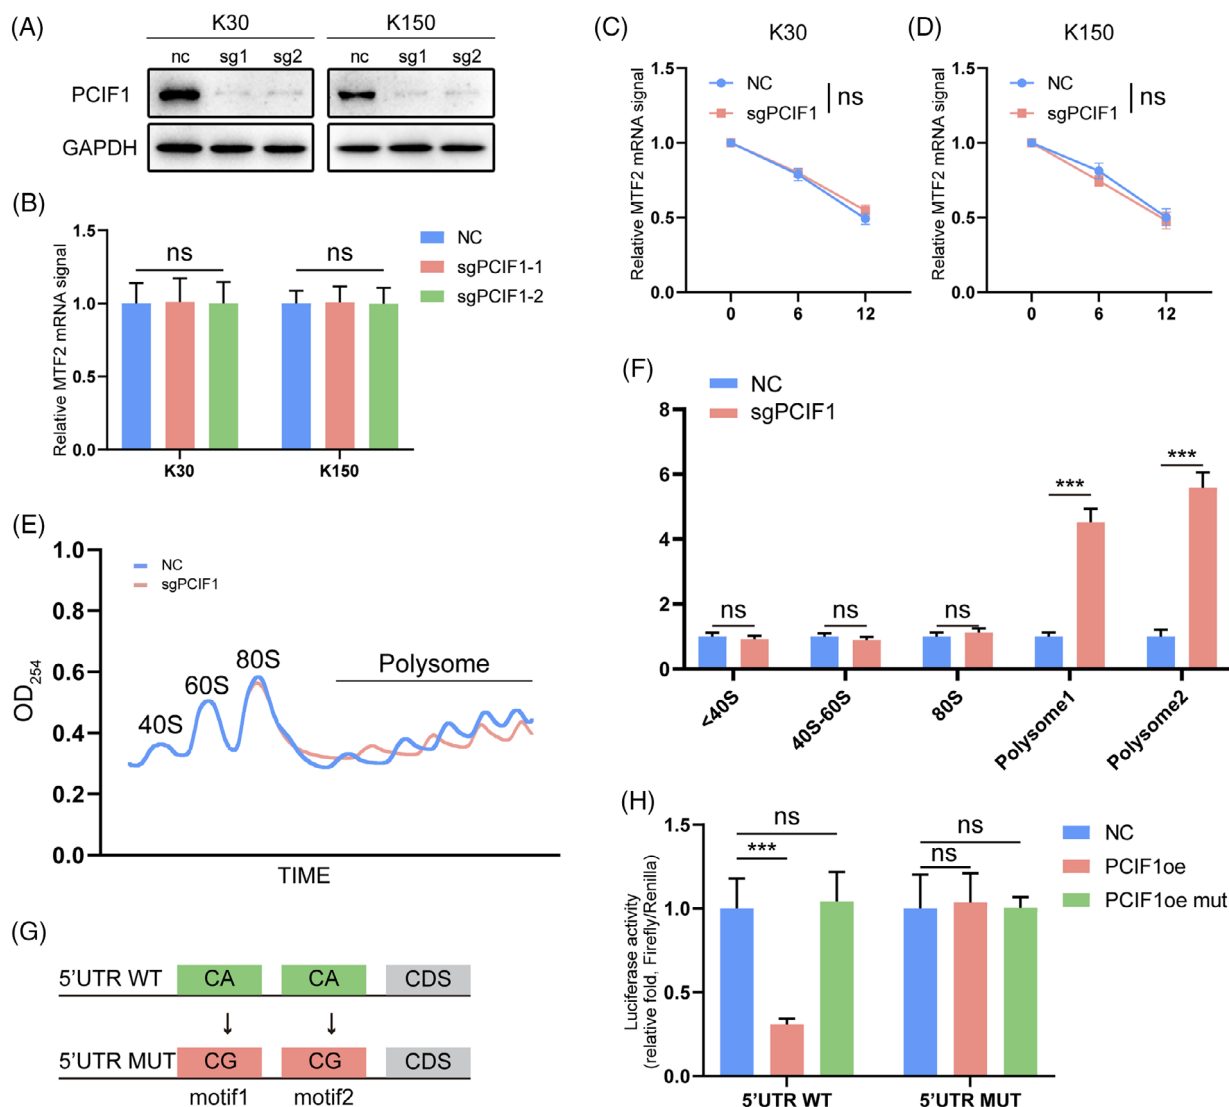 (A)
K30
K150
nc
sg1
sg2
nc
sg1
sg2
PCIF1
GAPDH
(B)
Relative MTF2 mRNA signal
1.5
1.0
0.5
0.0
ns
ns
K30
K150
NC
sgPCIF1-1
sgPCIF1-2
(C)
K30
Relative MTF2 mRNA signal
1.5
1.0
0.5
0.0
NC
sgPCIF1
ns
0
6
12
(D)
K150
Relative MTF2 mRNA signal
1.5
1.0
0.5
0.0
NC
sgPCIF1
ns
0
6
12
(E)
OD254
1.0
0.8
0.6
0.4
0.2
0.0
NC
sgPCIF1
40S
60S
80S
Polysome
TIME
(F)
NC
sgPCIF1
8
6
4
2
0
ns
ns
ns
***
***
<40S
40S-60S
80S
Polysome1
Polysome2
(G)
5'UTR WT
CA
CA
CDS
↓
↓
5'UTR MUT
CG
CG
CDS
motif1
motif2
(H)
Luciferase activity
(relative fold, Firefly/Renilla)
1.5
1.0
0.5
0.0
ns
***
ns
ns
5'UTR WT
5'UTR MUT
NC
PCIF1oe
PCIF1oe mut